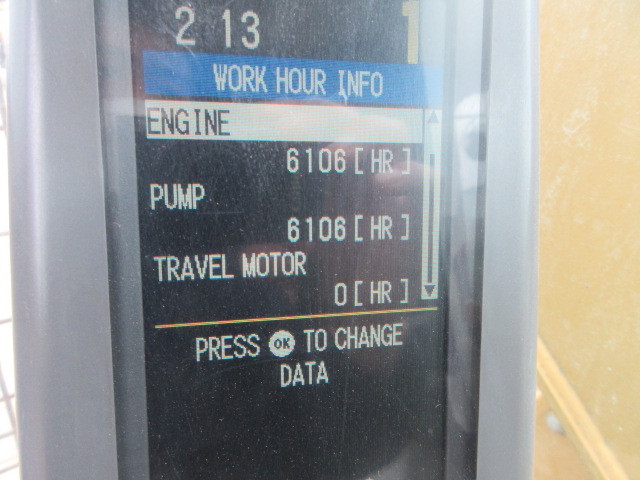 2 13 1
WORK HOUR INFO
ENGINE
6106[HR]
PUMP
6106[HR]
TRAVEL MOTOR
0[HR]
PRESS OK TO CHANGE
DATA